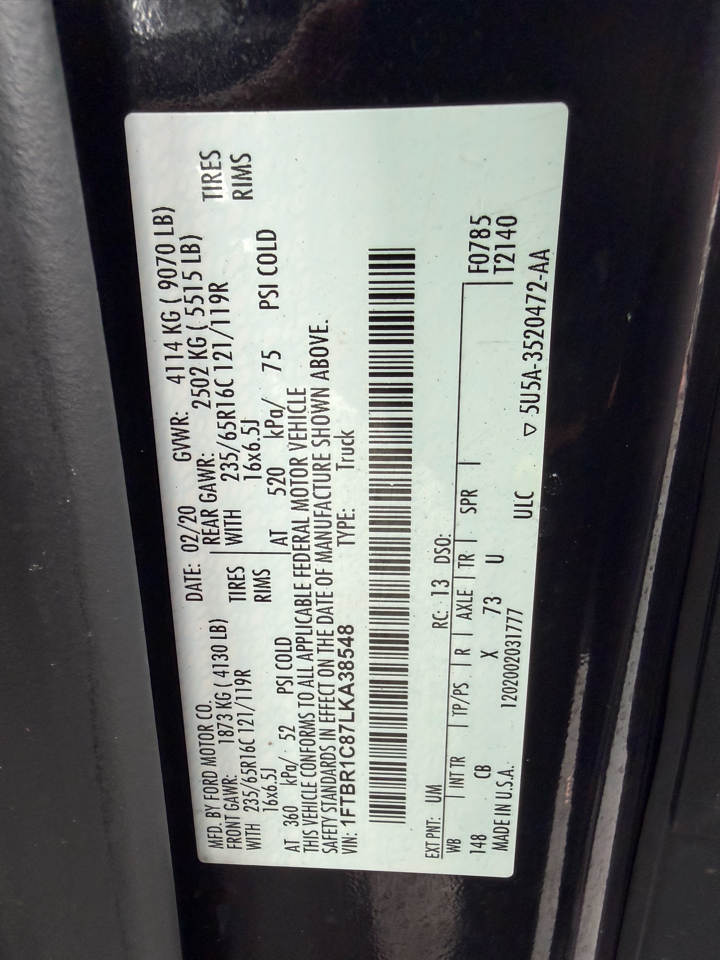 MFD. BY FORD MOTOR CO. DATE: 02/20 GVWR: 4114 KG ( 9070 LB)
FRONT GAWR: 1873 KG ( 4130 LB) REAR GAWR: 2502 KG ( 5515 LB)
WITH 235/65R16C 121/119R TIRES WITH 235/65R16C 121/119R TIRES
16x6.5J RIMS 16x6.5J RIMS
AT 360 kPa/ 52 PSI COLD AT 520 kPa/ 75 PSI COLD
THIS VEHICLE CONFORMS TO ALL APPLICABLE FEDERAL MOTOR VEHICLE
SAFETY STANDARDS IN EFFECT ON THE DATE OF MANUFACTURE SHOWN ABOVE.
VIN: 1FTBR1C87LKA38548 TYPE: Truck
EXT PNT: UM RC: 13 DSO:
WB INT TR TP/PS R AXLE TR SPR F0785
148 CB X 73 U T2140
MADE IN U.S.A. 1202002031777 ULC ▽ 5U5A-3520472-AA